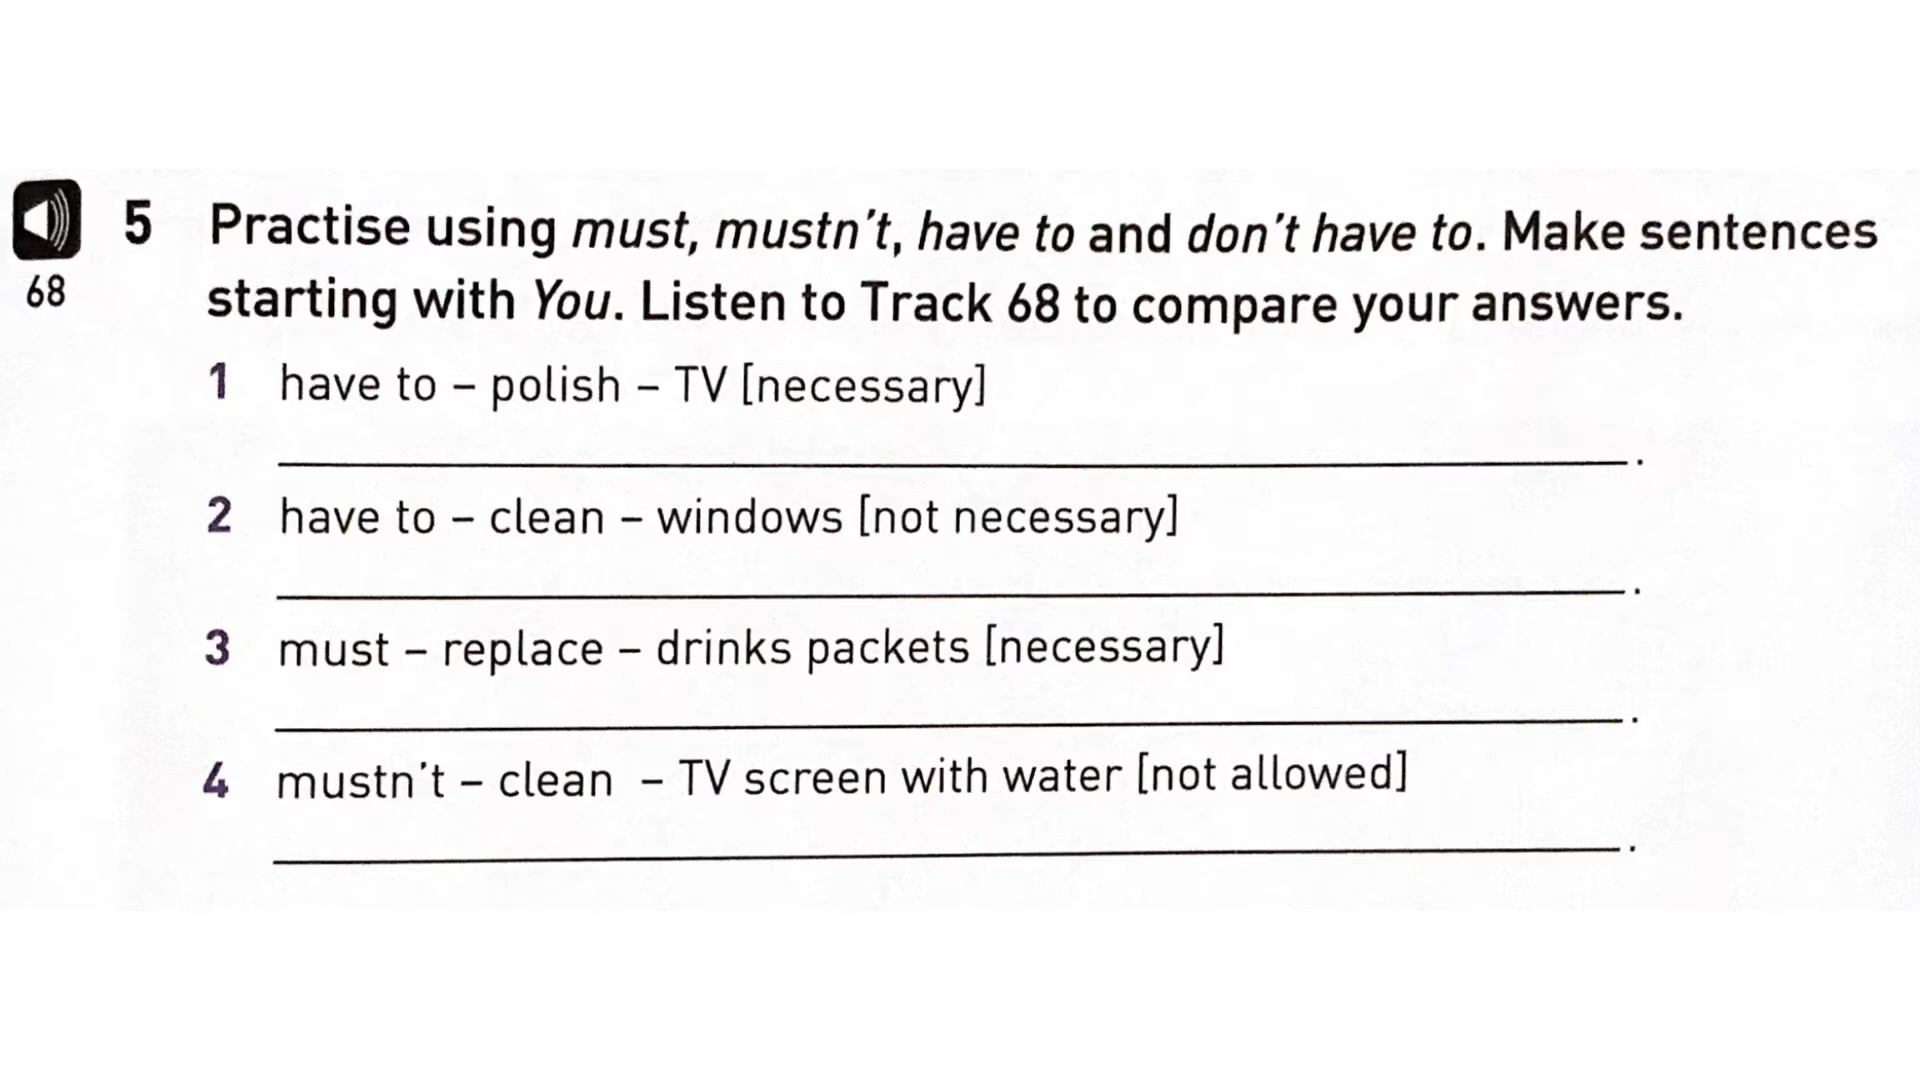 5 Practise using must, mustn't, have to and don't have to. Make sentences
68 starting with You. Listen to Track 68 to compare your answers.
1 have to – polish – TV [necessary]
.
2 have to – clean – windows [not necessary]
.
3 must – replace – drinks packets [necessary]
.
4 mustn't – clean – TV screen with water [not allowed]
.